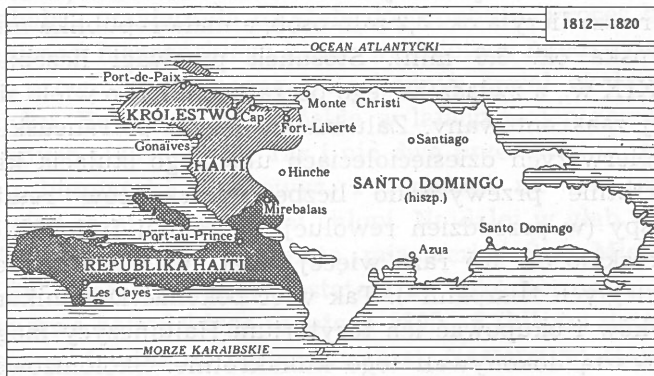 1812—1820
OCEAN ATLANTYCKI
Port-de-Paix
Monte Christi
KRÓLESTWO
Cap
Fort-Liberté
Santiago
Gonaïves
HAITI
Hinche
SANTO DOMINGO
(hiszp.)
Mirebalais
Port-au-Prince
Santo Domingo
Azua
REPUBLIKA HAITI
Les Cayes
MORZE KARAIBSKIE